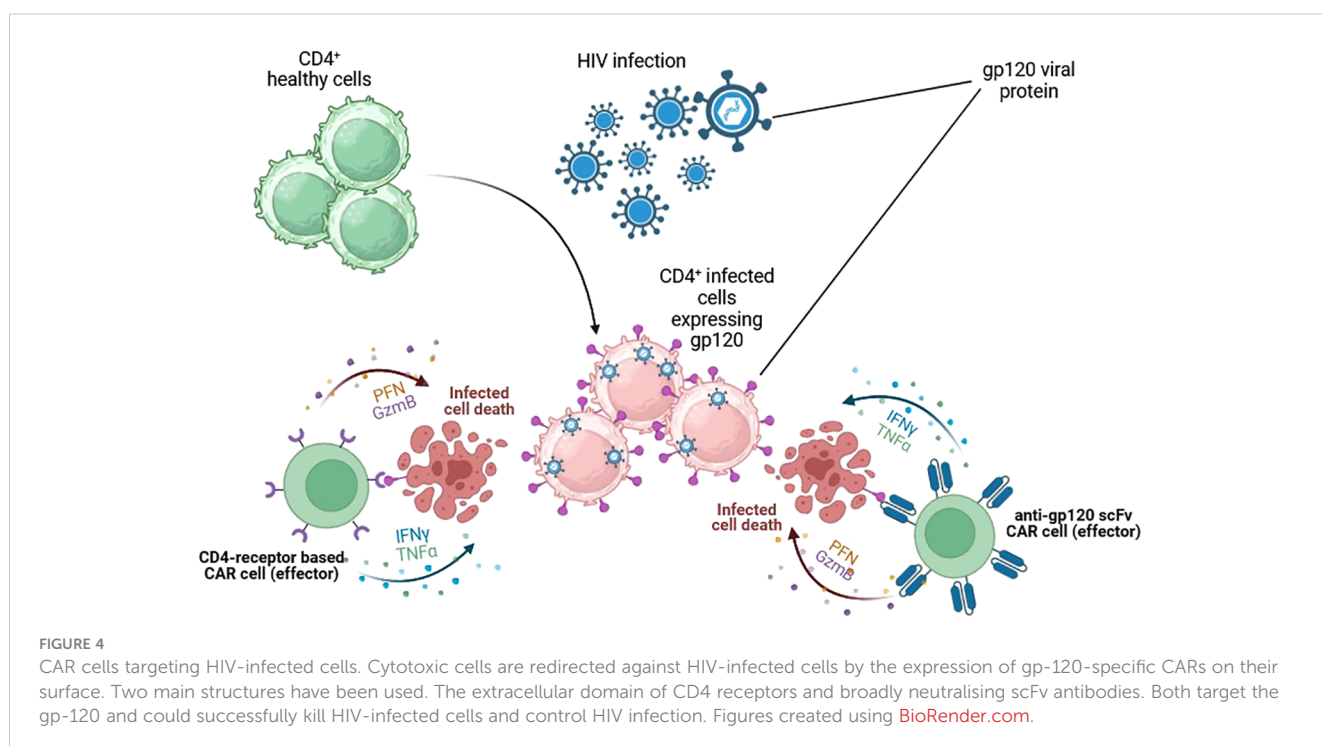 CD4⁺
healthy cells
HIV infection
gp120 viral
protein
CD4⁺ infected
cells
expressing
gp120
PFN
GzmB
Infected
cell death
IFNγ
TNFα
CD4-receptor based
CAR cell (effector)
IFNγ
TNFα
Infected
cell death
PFN
GzmB
anti-gp120 scFv
CAR cell (effector)
FIGURE 4
CAR cells targeting HIV-infected cells. Cytotoxic cells are redirected against HIV-infected cells by the expression of gp-120-specific CARs on their
surface. Two main structures have been used. The extracellular domain of CD4 receptors and broadly neutralising scFv antibodies. Both target the
gp-120 and could successfully kill HIV-infected cells and control HIV infection. Figures created using BioRender.com.